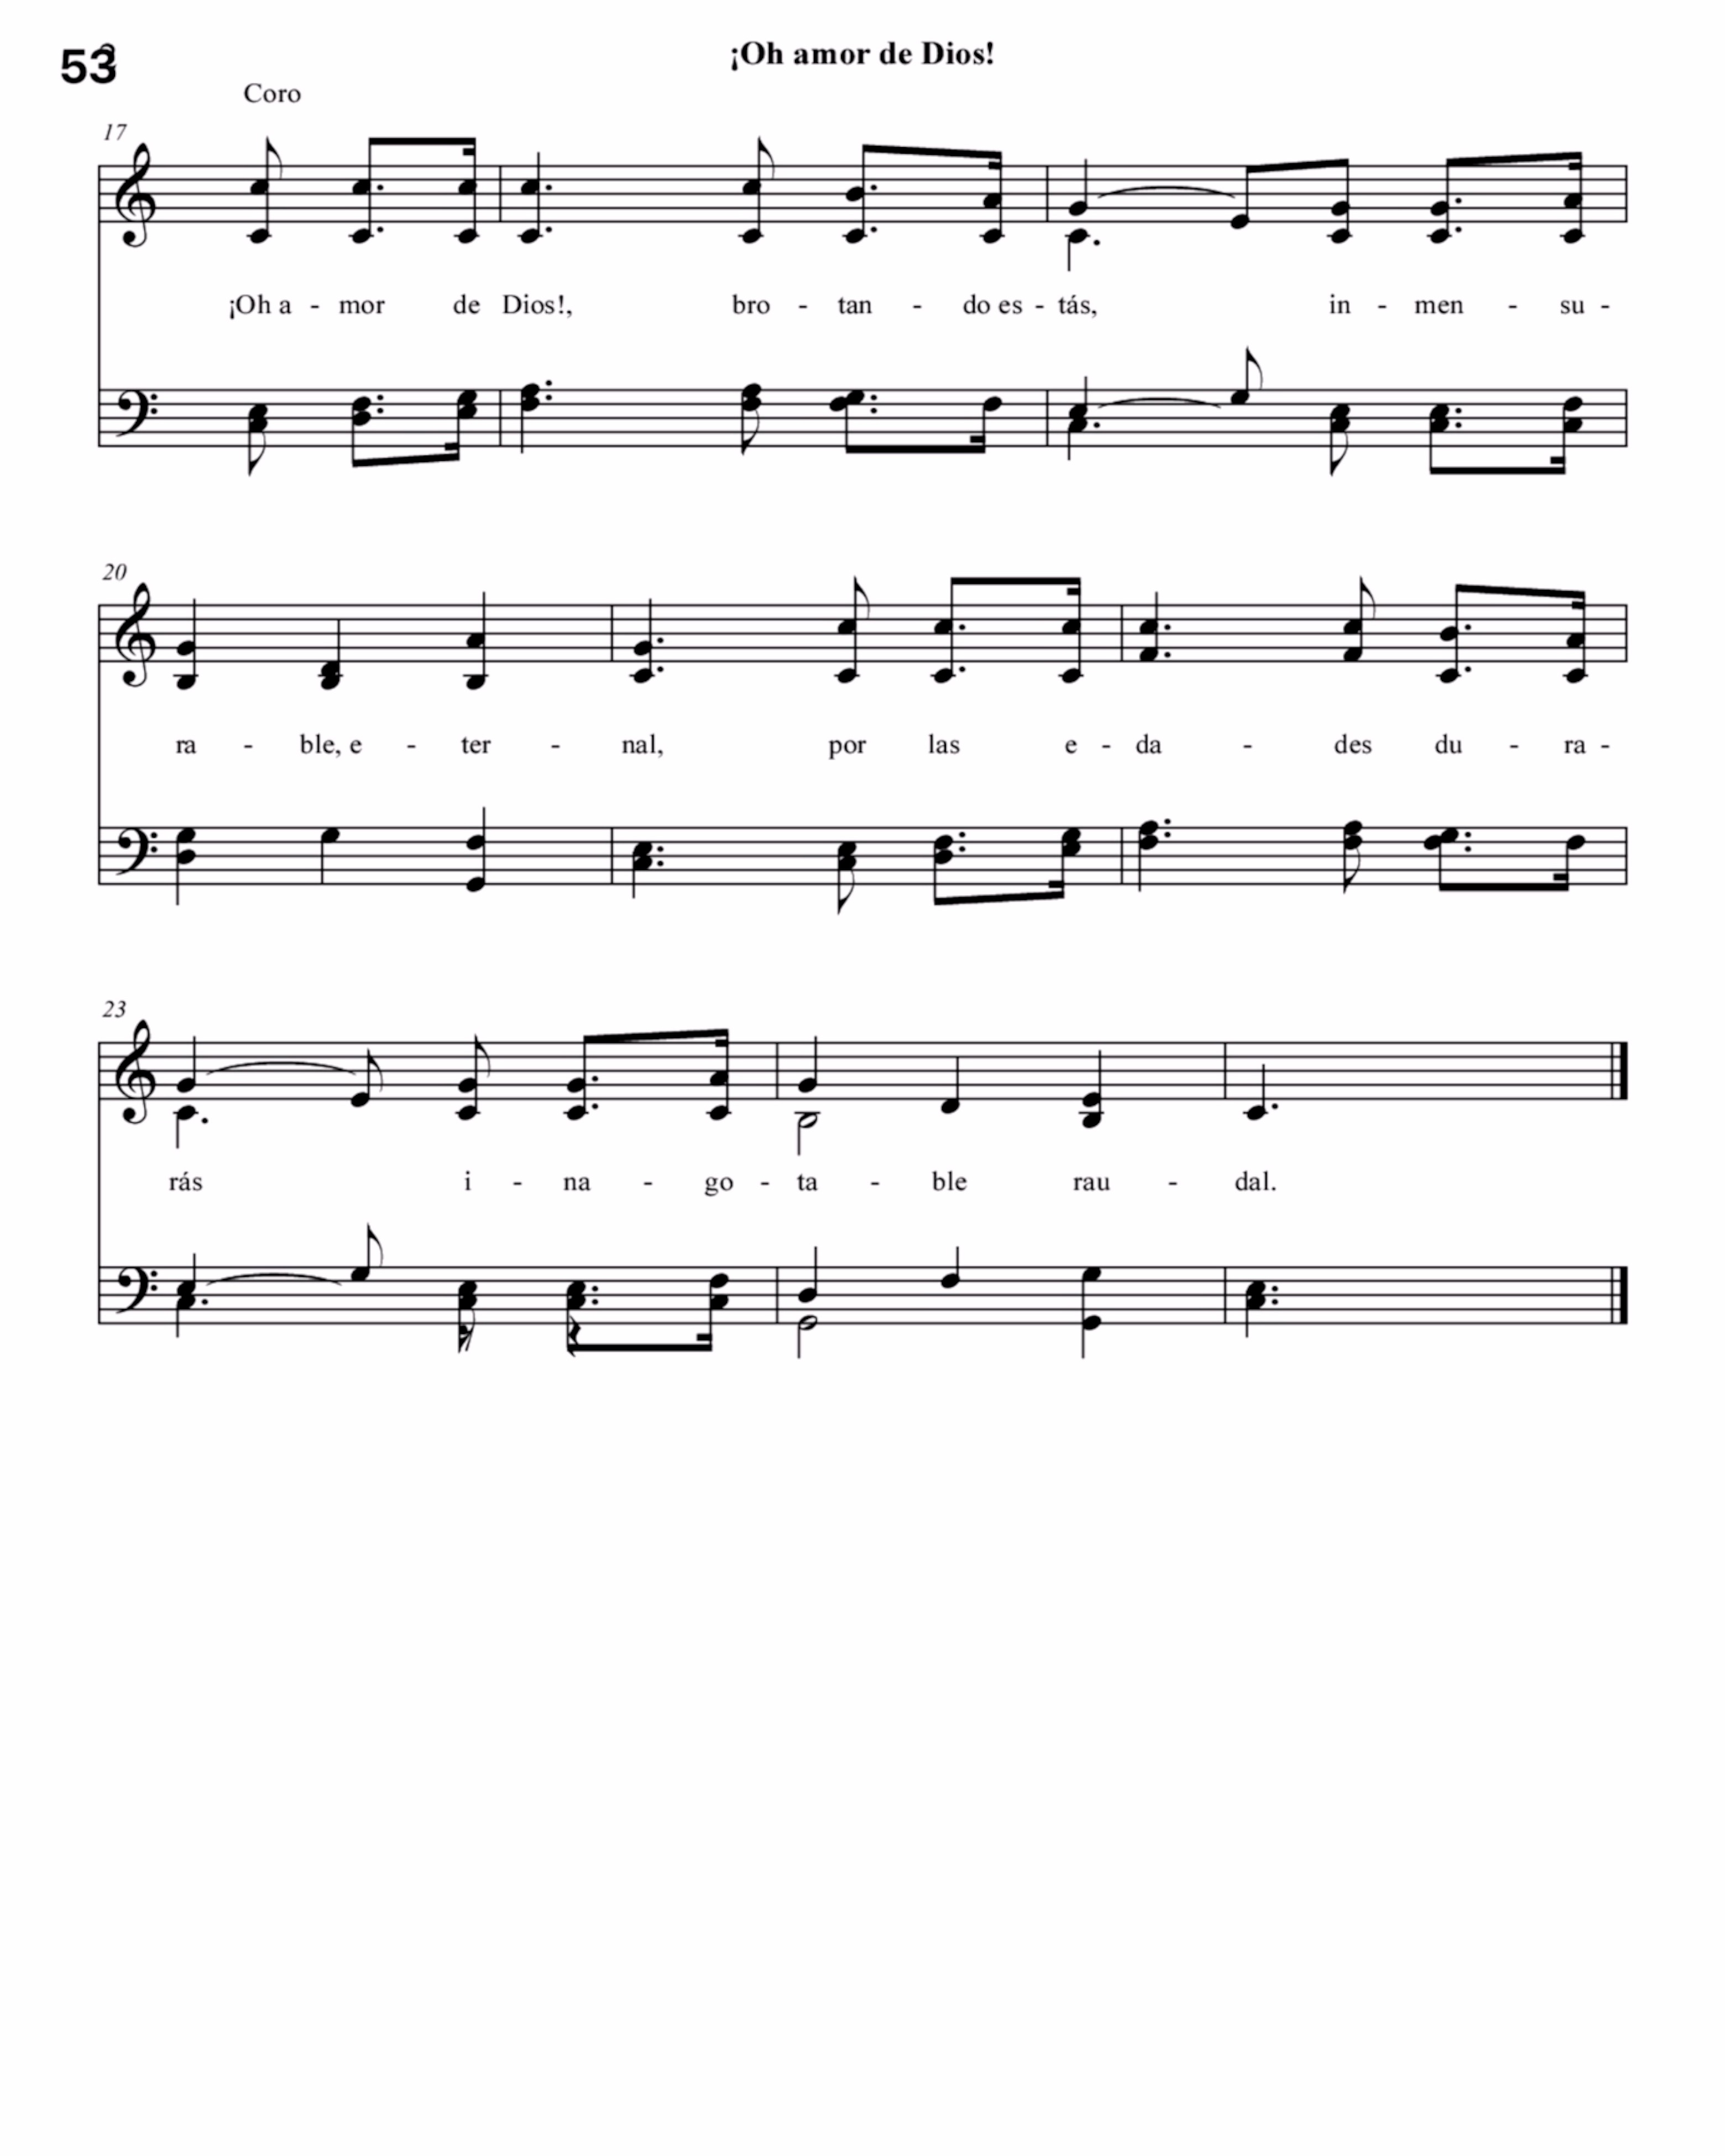 53
2
¡Oh amor de Dios!
Coro
17
¡Oh a - mor de Dios!, bro - tan - do es - tás, in - men - su -
20
ra - ble, e - ter - nal, por las e - da - des du - ra -
23
rás i - na - go - ta - ble rau - dal.